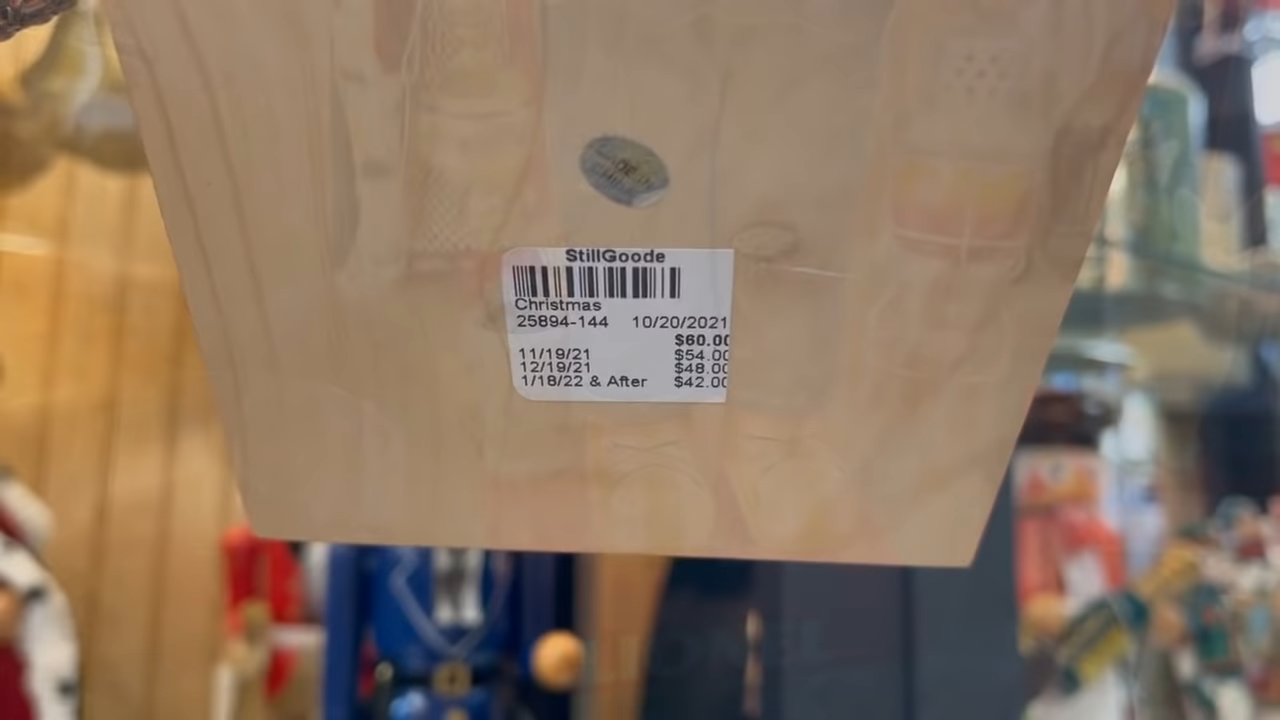 StillGoode
Christmas
25894-144 10/20/2021
$60.00
11/19/21 $54.00
12/19/21 $48.00
1/18/22 & After $42.00